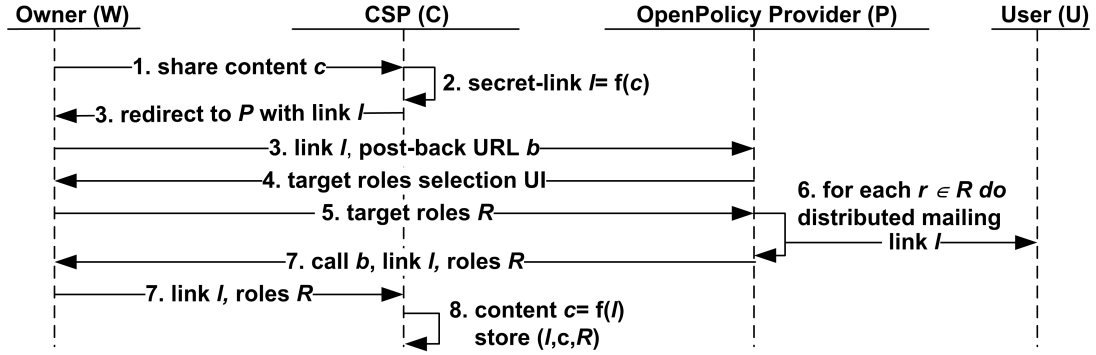 Owner (W) CSP (C) OpenPolicy Provider (P) User (U)
1. share content c
2. secret-link l= f(c)
3. redirect to P with link l
3. link l, post-back URL b
4. target roles selection UI
5. target roles R
6. for each r ∈ R do
distributed mailing
link l
7. call b, link l, roles R
7. link l, roles R
8. content c= f(l)
store (l,c,R)